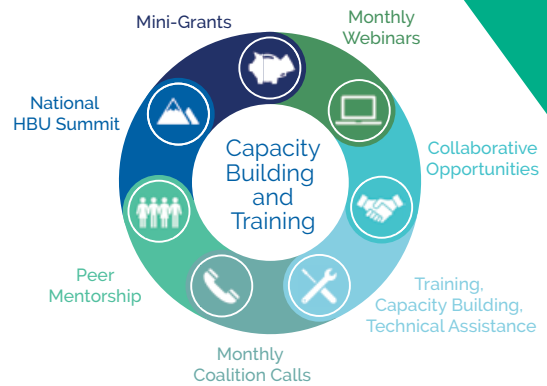 Mini-Grants
Monthly
Webinars
National
HBU Summit
Capacity
Building
and
Training
Collaborative
Opportunities
Peer
Mentorship
Training,
Capacity Building,
Technical Assistance
Monthly
Coalition Calls